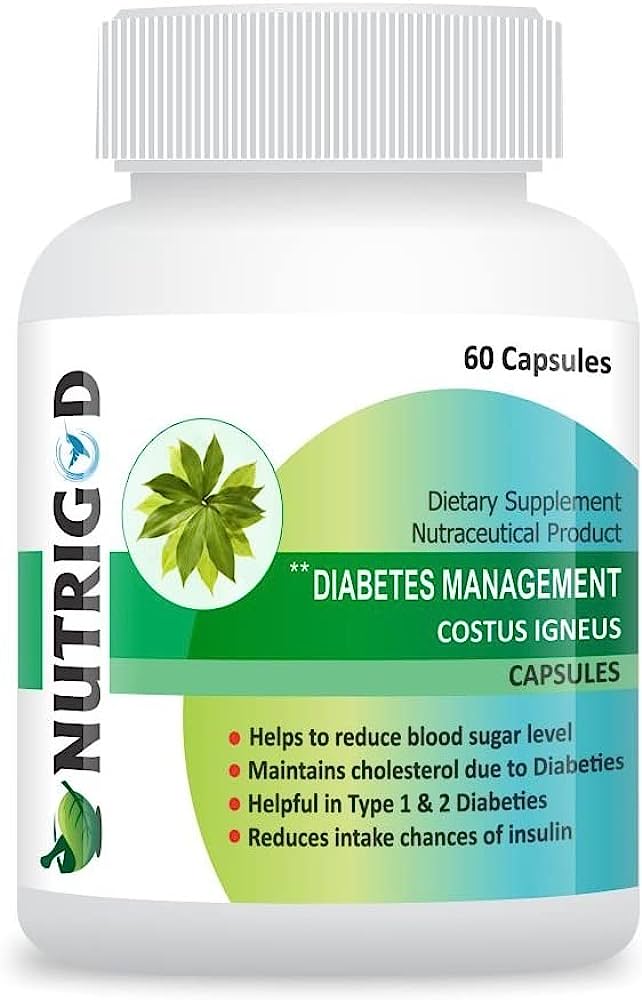 60 Capsules
NUTRIGOD
Dietary Supplement
Nutraceutical Product
**DIABETES MANAGEMENT
COSTUS IGNEUS
CAPSULES
• Helps to reduce blood sugar level
• Maintains cholesterol due to Diabeties
• Helpful in Type 1 & 2 Diabeties
• Reduces intake chances of insulin